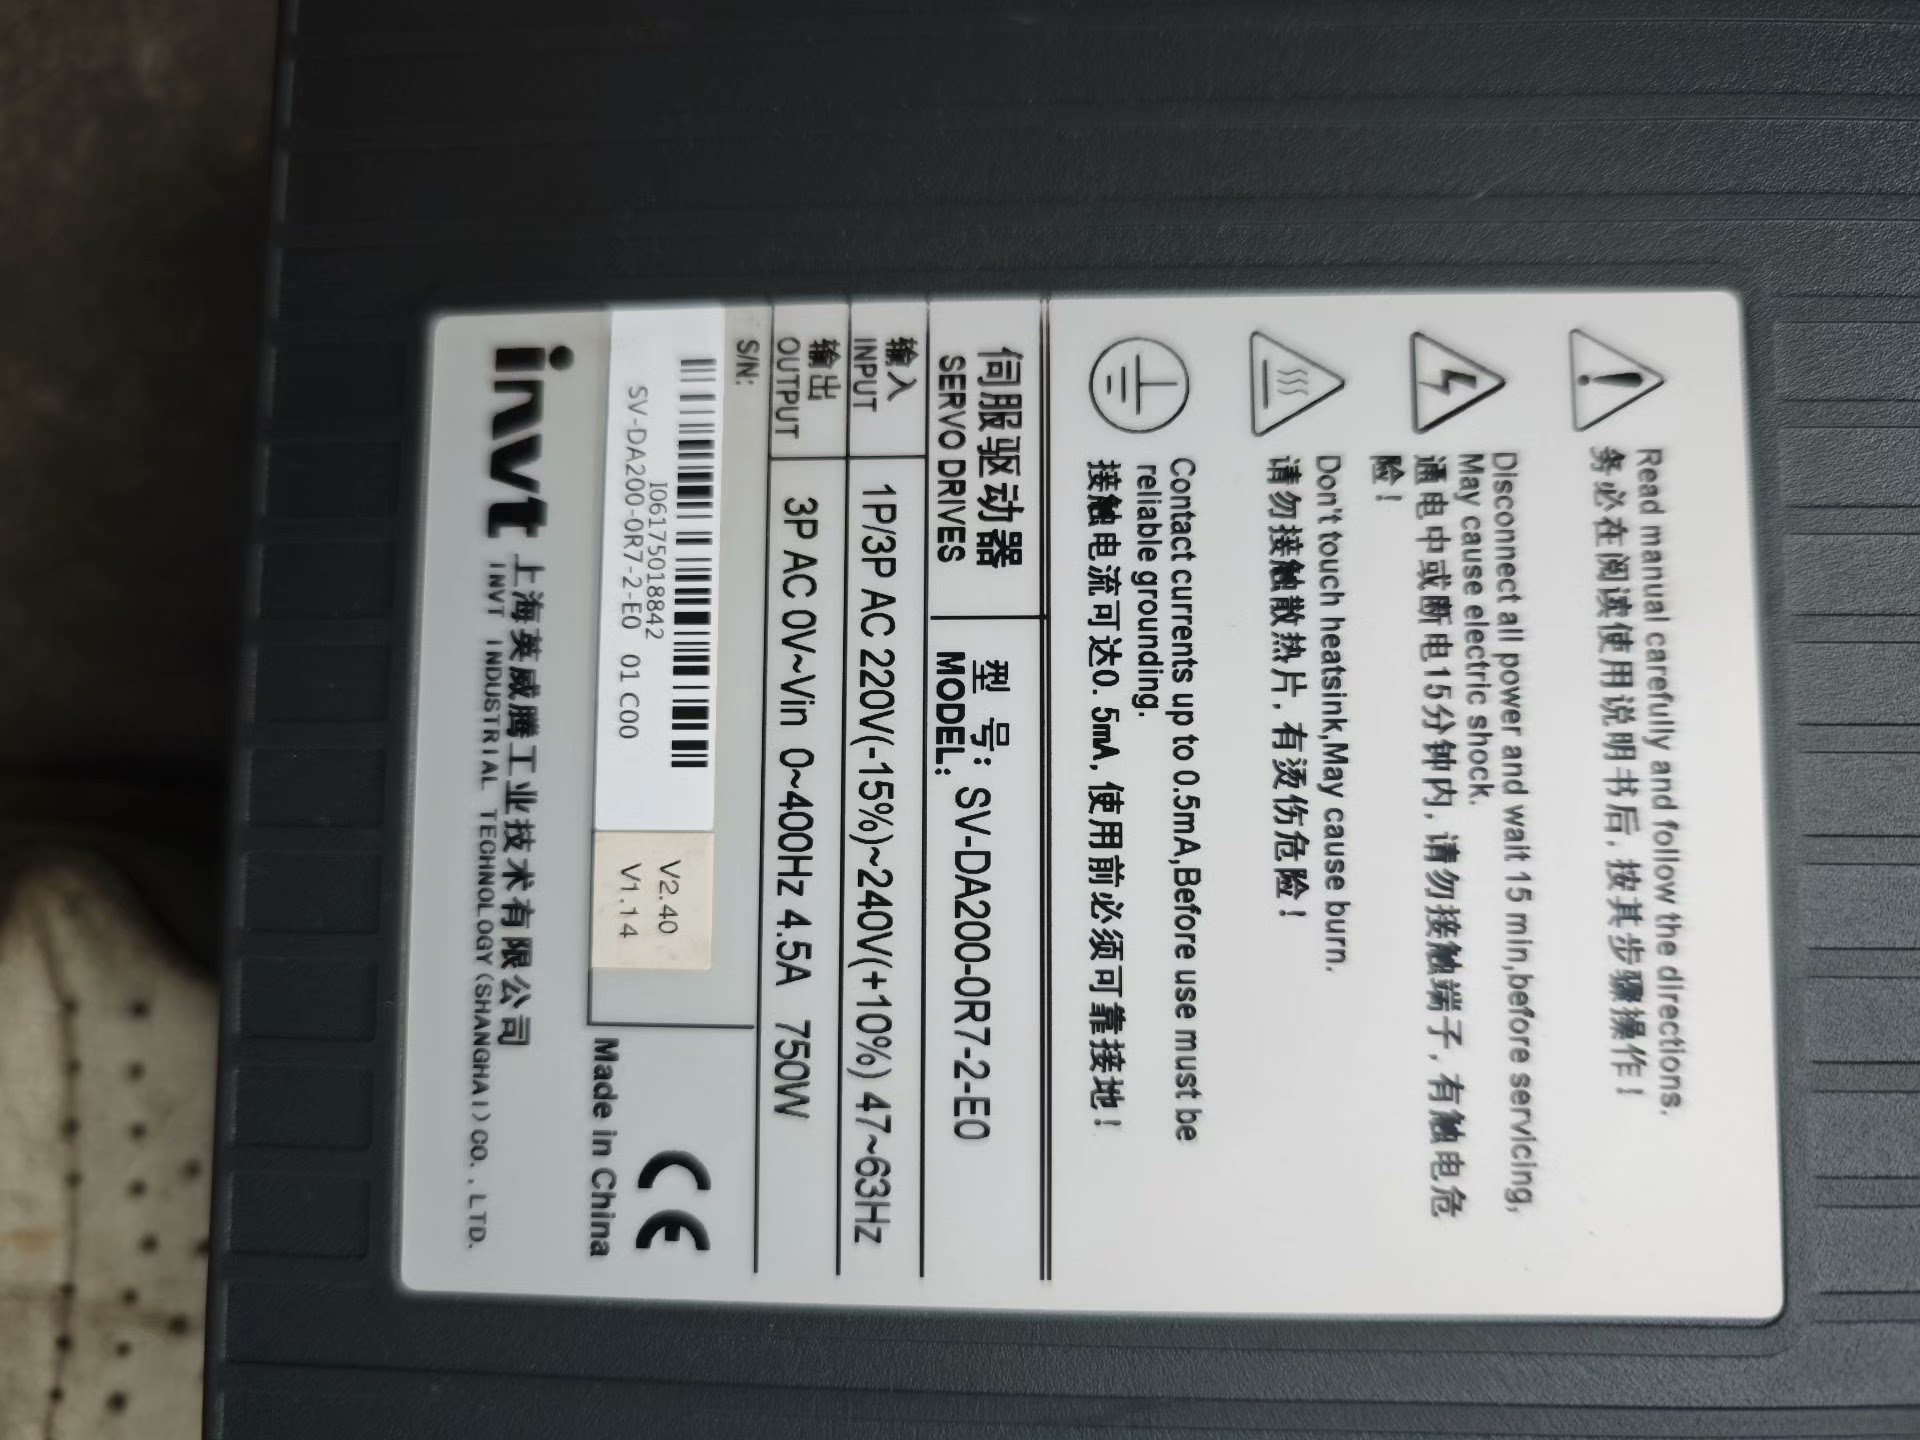 Read manual carefully and follow the directions.
务必在阅读使用说明书后, 按其步骤操作!
Disconnect all power and wait 15 min,before servicing,
May cause electric shock.
通电中或断电15分钟内, 请勿接触端子, 有触电危
险!
Don't touch heatsink,May cause burn.
请勿接触散热片, 有烫伤危险!
Contact currents up to 0.5mA,Before use must be
reliable grounding.
接触电流可达0.5mA, 使用前必须可靠接地!
伺服驱动器 型 号:
SERVO DRIVES MODEL: SV-DA200-0R7-2-E0
输入
INPUT 1P/3P AC 220V(-15%)~240V(+10%) 47~63Hz
输出
OUTPUT 3P AC 0V~Vin 0~400Hz 4.5A 750W
S/N:
I06175018842
SV-DA200-0R7-2-E0 01 C00
V2.40
V1.14
CE
Made in China
invt 上海英威腾工业技术有限公司
INVT INDUSTRIAL TECHNOLOGY(SHANGHAI)CO.,LTD.